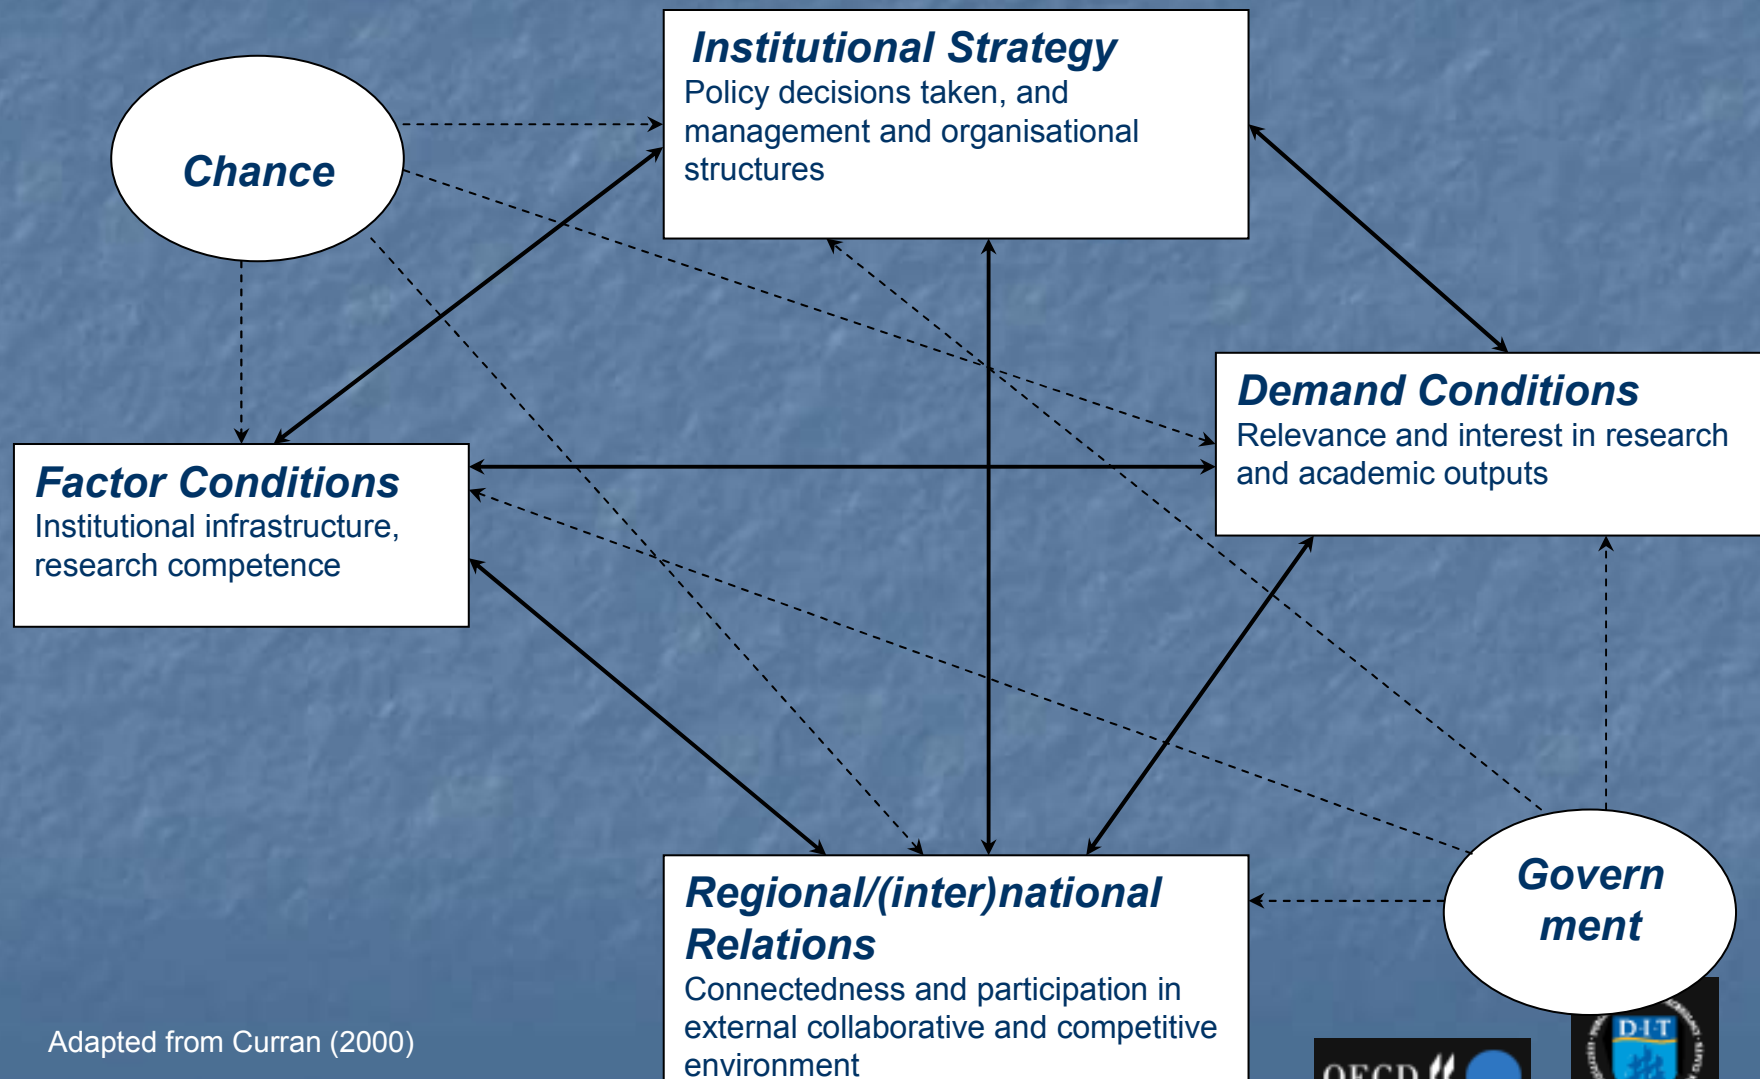 Institutional Strategy
Policy decisions taken, and
management and organisational
structures
Chance
Demand Conditions
Relevance and interest in research
and academic outputs
Factor Conditions
Institutional infrastructure,
research competence
Govern
ment
Regional/(inter)national
Relations
Connectedness and participation in
external collaborative and competitive
environment
Adapted from Curran (2000)
OECD
D·I·T